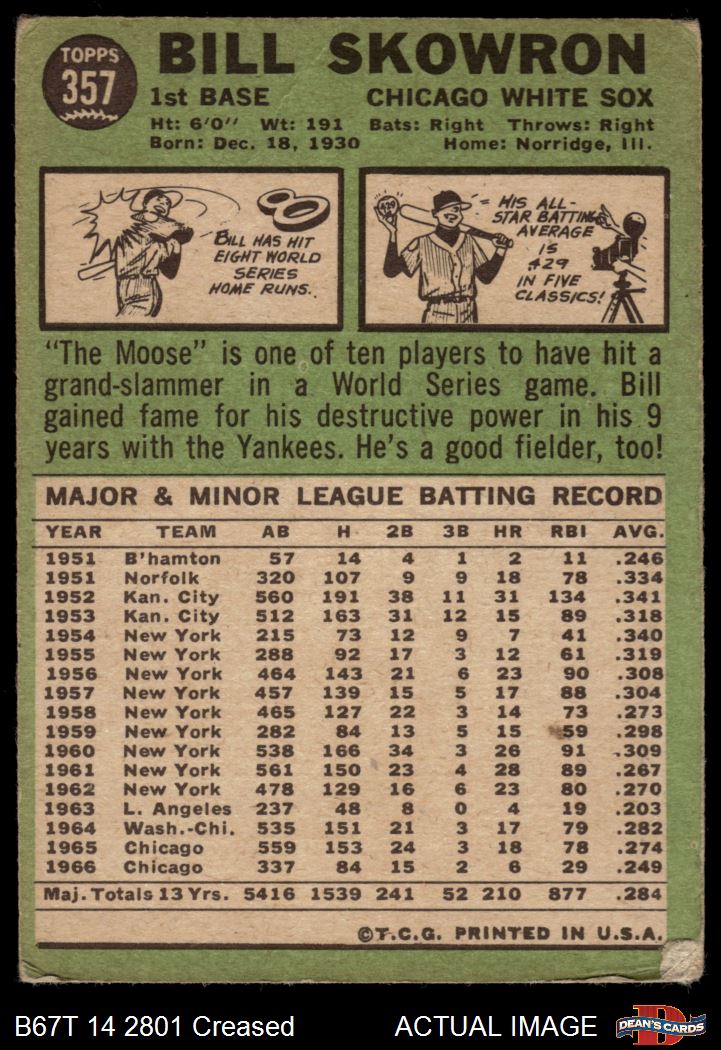 TOPPS
357
BILL SKOWRON
1st BASE CHICAGO WHITE SOX
Ht: 6'0" Wt: 191 Bats: Right Throws: Right
Born: Dec. 18, 1930 Home: Norridge, Ill.
BILL HAS HIT
EIGHT WORLD
SERIES
HOME RUNS.
8
HIS ALL-
STAR BATTING
AVERAGE
IS
.429
IN FIVE
CLASSICS!
"The Moose" is one of ten players to have hit a
grand-slammer in a World Series game. Bill
gained fame for his destructive power in his 9
years with the Yankees. He's a good fielder, too!
MAJOR & MINOR LEAGUE BATTING RECORD
YEAR TEAM AB H 2B 3B HR RBI AVG.
1951 B'hamton 57 14 4 1 2 11 .246
1951 Norfolk 320 107 9 9 18 78 .334
1952 Kan. City 560 191 38 11 31 134 .341
1953 Kan. City 512 163 31 12 15 89 .318
1954 New York 215 73 12 9 7 41 .340
1955 New York 288 92 17 3 12 61 .319
1956 New York 464 143 21 6 23 90 .308
1957 New York 457 139 15 5 17 88 .304
1958 New York 465 127 22 3 14 73 .273
1959 New York 282 84 13 5 15 59 .298
1960 New York 538 166 34 3 26 91 .309
1961 New York 561 150 23 4 28 89 .267
1962 New York 478 129 16 6 23 80 .270
1963 L. Angeles 237 48 8 0 4 19 .203
1964 Wash.-Chi. 535 151 21 3 17 79 .282
1965 Chicago 559 153 24 3 18 78 .274
1966 Chicago 337 84 15 2 6 29 .249
Maj. Totals 13 Yrs. 5416 1539 241 52 210 877 .284
©T.C.G. PRINTED IN U.S.A.
B67T 14 2801 Creased ACTUAL IMAGE
D
DEAN'S CARDS